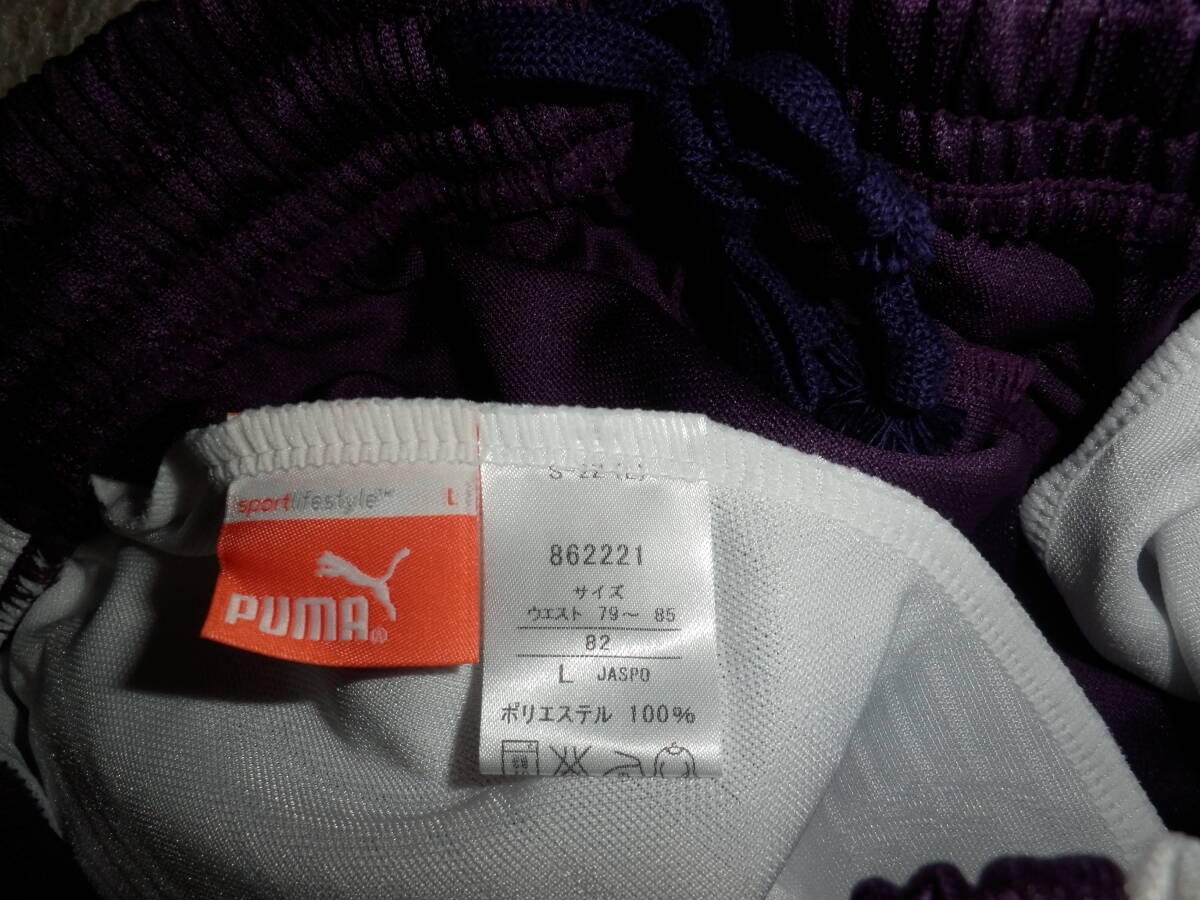 sportlifestyle™ L
PUMA®
862221
サイズ
ウエスト 79〜 85
82
L JASPO
ポリエステル 100%